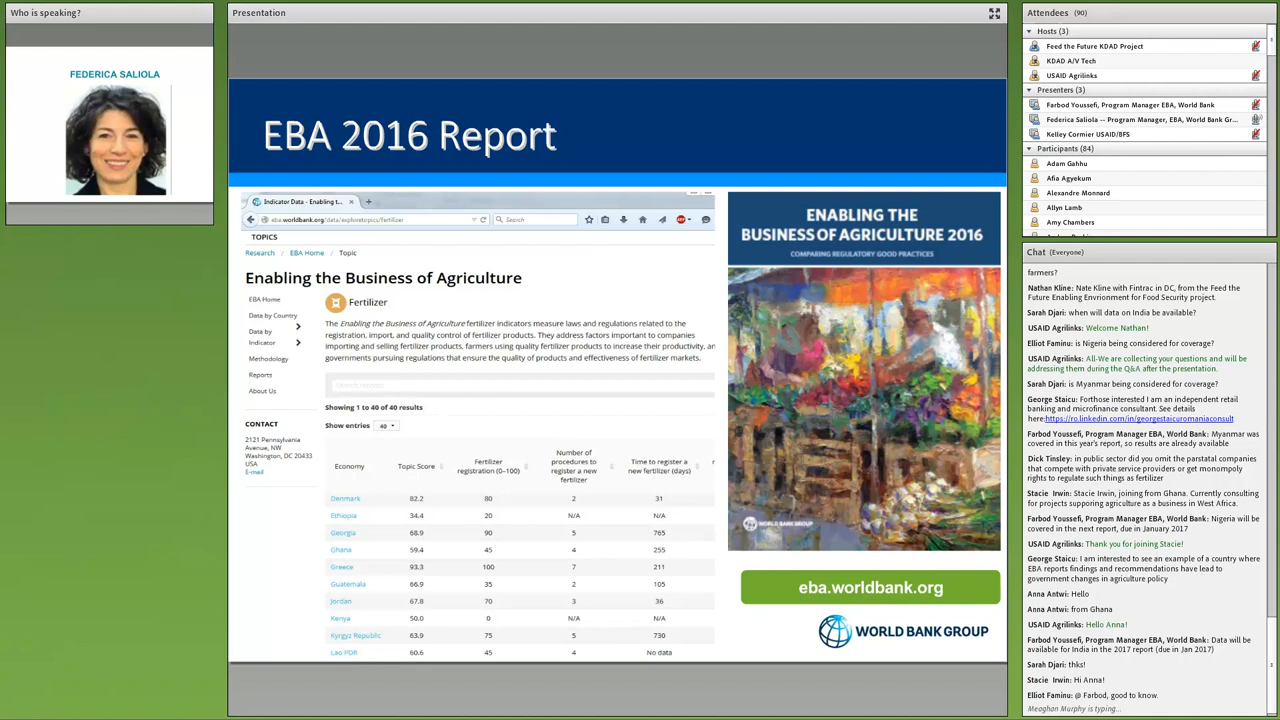 Who is speaking?
FEDERICA SALIOLA
Presentation
EBA 2016 Report
Indicator Data - Enabling t...
eba.worldbank.org/data/exploretopics/fertilizer
Search
ABP
TOPICS
Research / EBA Home / Topic
Enabling the Business of Agriculture
EBA Home
Data by Country
Data by
Indicator
Methodology
Reports
About Us
CONTACT
2121 Pennsylvania
Avenue, NW
Washington, DC 20433
USA
E-mail
Fertilizer
The Enabling the Business of Agriculture fertilizer indicators measure laws and regulations related to the
registration, import, and quality control of fertilizer products. They address factors important to companies
importing and selling fertilizer products, farmers using quality fertilizer products to increase their productivity, an
governments pursuing regulations that ensure the quality of products and effectiveness of fertilizer markets.
Search records
Showing 1 to 40 of 40 results
Show entries 40
Economy Topic Score Fertilizer registration (0–100) Number of procedures to register a new fertilizer Time to register a new fertilizer (days)
Denmark 82.2 80 2 31
Ethiopia 34.4 20 N/A N/A
Georgia 68.9 90 5 765
Ghana 59.4 45 4 255
Greece 93.3 100 7 211
Guatemala 66.9 35 2 105
Jordan 67.8 70 3 36
Kenya 50.0 0 N/A N/A
Kyrgyz Republic 63.9 75 5 730
Lao PDR 60.6 45 4 No data
ENABLING THE
BUSINESS OF AGRICULTURE 2016
COMPARING REGULATORY GOOD PRACTICES
WORLD BANK GROUP
eba.worldbank.org
WORLD BANK GROUP
Attendees (90)
Hosts (3)
Feed the Future KDAD Project
KDAD A/V Tech
USAID Agrilinks
Presenters (3)
Farbod Youssefi, Program Manager EBA, World Bank
Federica Saliola -- Program Manager, EBA, World Bank Gr...
Kelley Cormier USAID/BFS
Participants (84)
Adam Gahhu
Afia Agyekum
Alexandre Monnard
Allyn Lamb
Amy Chambers
Chat (Everyone)
farmers?
Nathan Kline: Nate Kline with Fintrac in DC, from the Feed the
Future Enabling Envrionment for Food Security project.
Sarah Djari: when will data on India be available?
USAID Agrilinks: Welcome Nathan!
Elliot Faminu: is Nigeria being considered for coverage?
USAID Agrilinks: All-We are collecting your questions and will be
addressing them during the Q&A after the presentation.
Sarah Djari: is Myanmar being considered for coverage?
George Staicu: Forthose interested I am an independent retail
banking and microfinance consultant. See details
here:https://ro.linkedin.com/in/georgestaicuromaniaconsult
Farbod Youssefi, Program Manager EBA, World Bank: Myanmar was
covered in this year's report, so results are already available
Dick Tinsley: in public sector did you omit the parastatal companies
that compete with private service providers or get monopoly
rights to regulate such things as fertilizer
Stacie Irwin: Stacie Irwin, joining from Ghana. Currently consulting
for projects supporing agriculture as a business in West Africa.
Farbod Youssefi, Program Manager EBA, World Bank: Nigeria will be
covered in the next report, due in January 2017
USAID Agrilinks: Thank you for joining Stacie!
George Staicu: I am interested to see an example of a country where
EBA reports findings and recommendations have lead to
government changes in agriculture policy
Anna Antwi: Hello
Anna Antwi: from Ghana
USAID Agrilinks: Hello Anna!
Farbod Youssefi, Program Manager EBA, World Bank: Data will be
available for India in the 2017 report (due in Jan 2017)
Sarah Djari: thks!
Stacie Irwin: Hi Anna!
Elliot Faminu: @ Farbod, good to know.
Meaghan Murphy is typing...